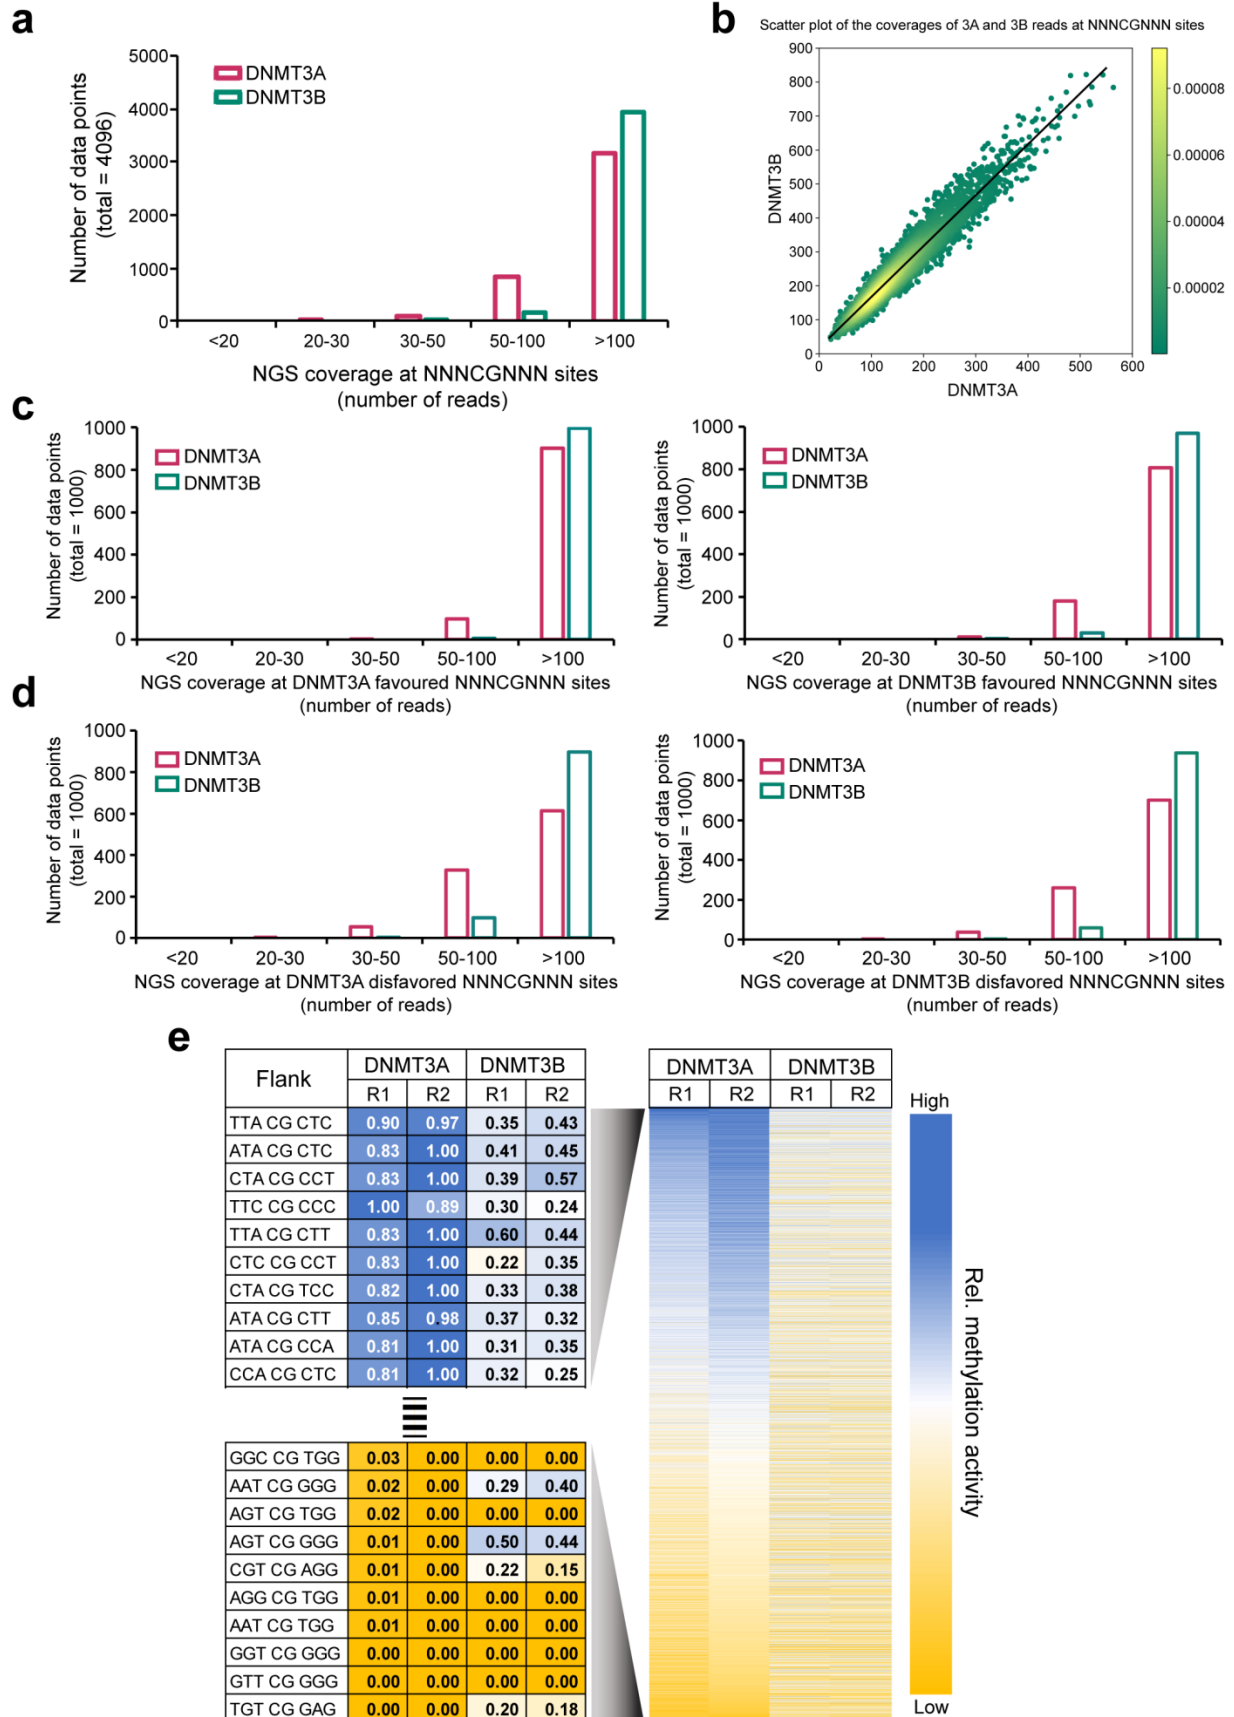 a
Number of data points
(total = 4096)
5000
4000
3000
2000
1000
0
DNMT3A
DNMT3B
<20 20-30 30-50 50-100 >100
NGS coverage at NNNCGNNN sites
(number of reads)
b
Scatter plot of the coverages of 3A and 3B reads at NNNCGNNN sites
DNMT3B
900
800
700
600
500
400
300
200
100
0
0 100 200 300 400 500 600
DNMT3A
0.00008
0.00006
0.00004
0.00002
c
Number of data points
(total = 1000)
1000
800
600
400
200
0
DNMT3A
DNMT3B
<20 20-30 30-50 50-100 >100
NGS coverage at DNMT3A favoured NNNCGNNN sites
(number of reads)
Number of data points
(total = 1000)
1000
800
600
400
200
0
DNMT3A
DNMT3B
<20 20-30 30-50 50-100 >100
NGS coverage at DNMT3B favoured NNNCGNNN sites
(number of reads)
d
Number of data points
(total = 1000)
1000
800
600
400
200
0
DNMT3A
DNMT3B
<20 20-30 30-50 50-100 >100
NGS coverage at DNMT3A disfavored NNNCGNNN sites
(number of reads)
Number of data points
(total = 1000)
1000
800
600
400
200
0
DNMT3A
DNMT3B
<20 20-30 30-50 50-100 >100
NGS coverage at DNMT3B disfavored NNNCGNNN sites
(number of reads)
e
Flank DNMT3A DNMT3B
R1 R2 R1 R2
TTA CG CTC 0.90 0.97 0.35 0.43
ATA CG CTC 0.83 1.00 0.41 0.45
CTA CG CCT 0.83 1.00 0.39 0.57
TTC CG CCC 1.00 0.89 0.30 0.24
TTA CG CTT 0.83 1.00 0.60 0.44
CTC CG CCT 0.83 1.00 0.22 0.35
CTA CG TCC 0.82 1.00 0.33 0.38
ATA CG CTT 0.85 0.98 0.37 0.32
ATA CG CCA 0.81 1.00 0.31 0.35
CCA CG CTC 0.81 1.00 0.32 0.25
GGC CG TGG 0.03 0.00 0.00 0.00
AAT CG GGG 0.02 0.00 0.29 0.40
AGT CG TGG 0.02 0.00 0.00 0.00
AGT CG GGG 0.01 0.00 0.50 0.44
CGT CG AGG 0.01 0.00 0.22 0.15
AGG CG TGG 0.01 0.00 0.00 0.00
AAT CG TGG 0.01 0.00 0.00 0.00
GGT CG GGG 0.00 0.00 0.00 0.00
GTT CG GGG 0.00 0.00 0.00 0.00
TGT CG GAG 0.00 0.00 0.20 0.18
DNMT3A DNMT3B
R1 R2 R1 R2
High
Rel. methylation activity
Low